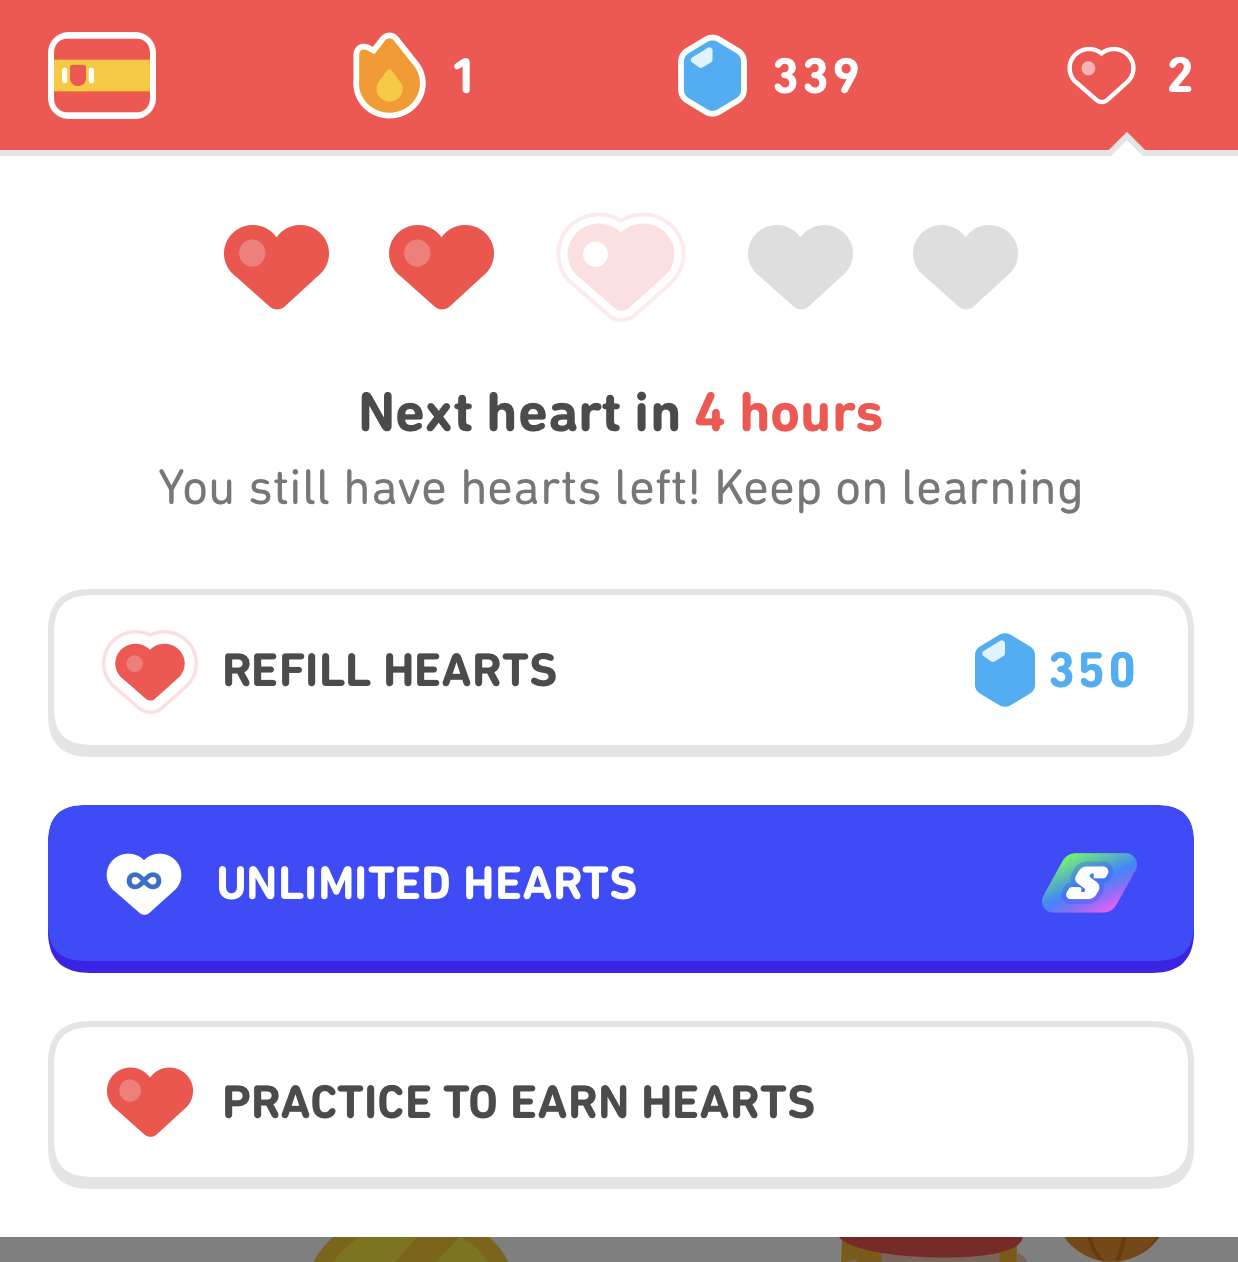 1
339
2
Next heart in 4 hours
You still have hearts left! Keep on learning
REFILL HEARTS 350
UNLIMITED HEARTS S
PRACTICE TO EARN HEARTS